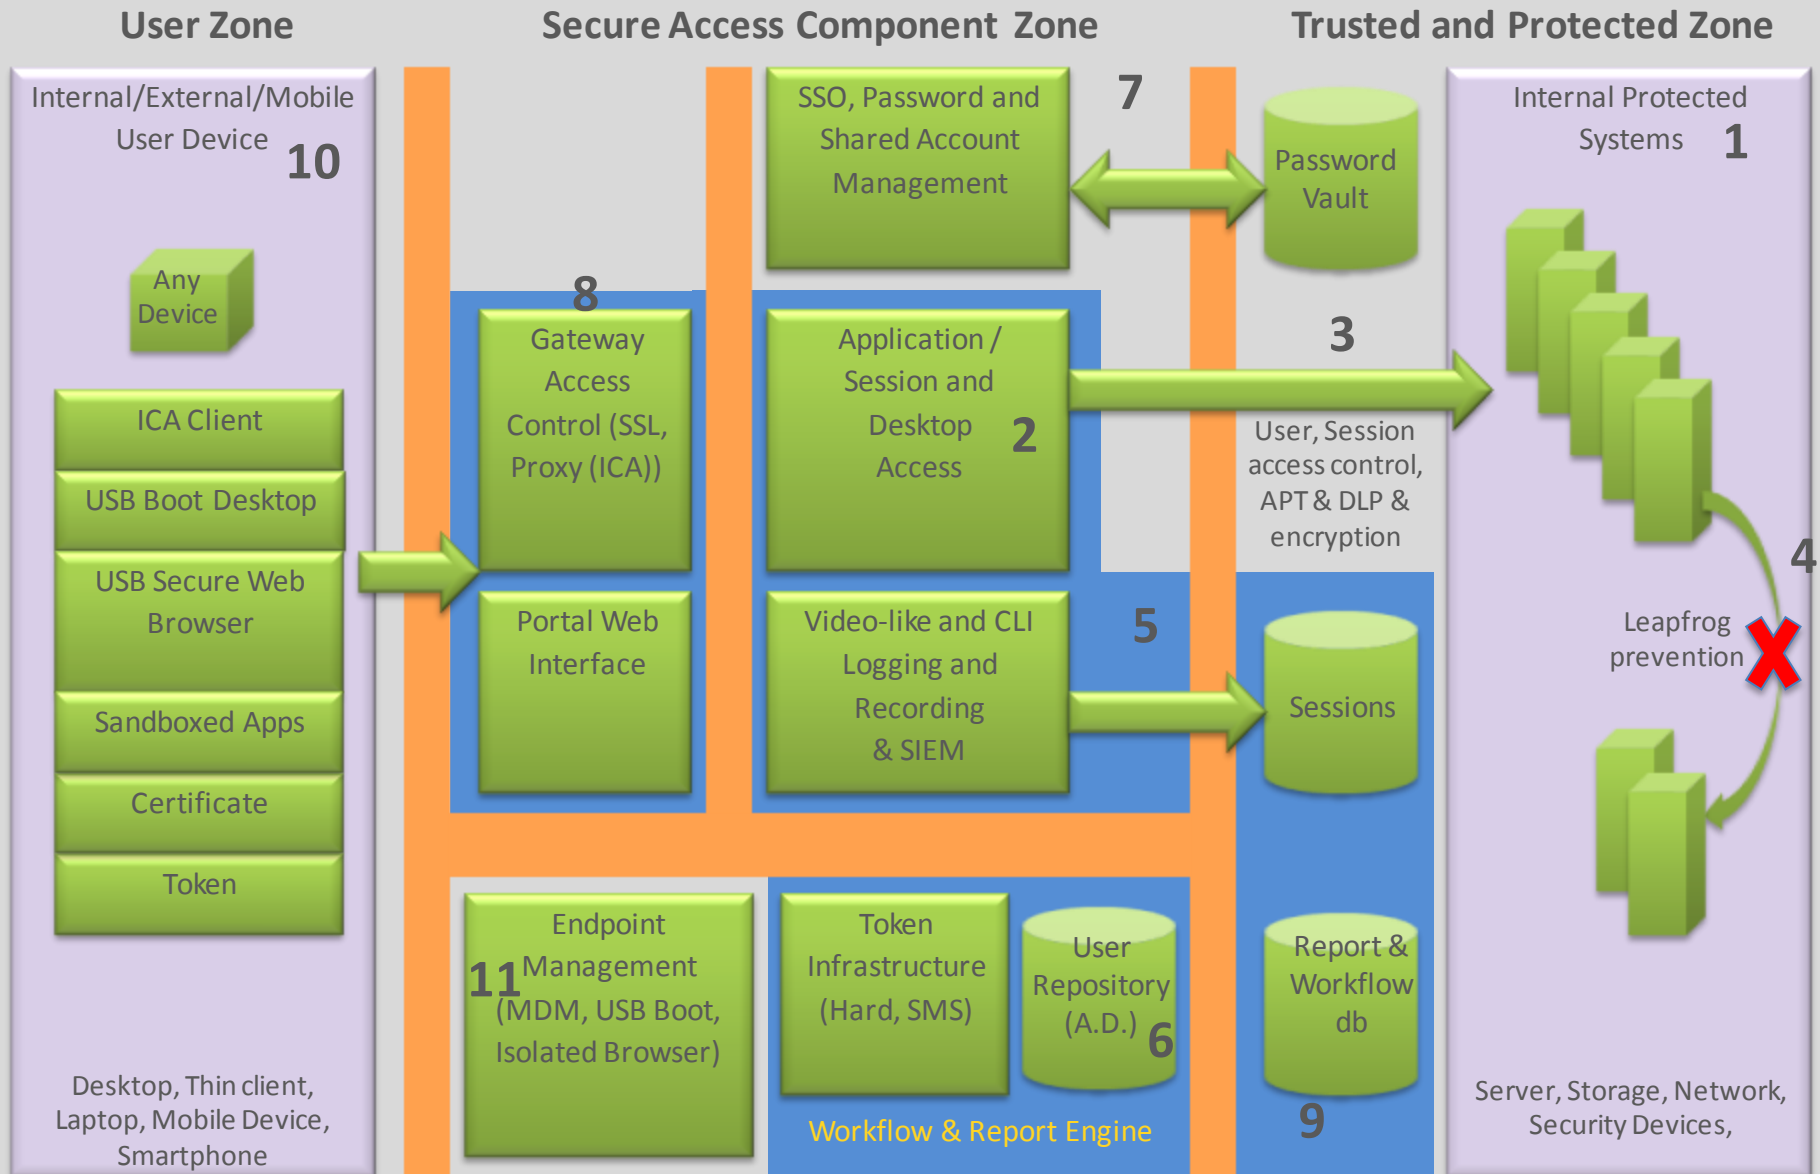 User Zone
Secure Access Component Zone
Trusted and Protected Zone
Internal/External/Mobile
User Device
10
Any
Device
ICA Client
USB Boot Desktop
USB Secure Web
Browser
Sandboxed Apps
Certificate
Token
Desktop, Thin client,
Laptop, Mobile Device,
Smartphone
8
Gateway
Access
Control (SSL,
Proxy (ICA))
Portal Web
Interface
SSO, Password and
Shared Account
Management
7
Application /
Session and
Desktop
Access
2
Video-like and CLI
Logging and
Recording
& SIEM
5
Endpoint
Management
(MDM, USB Boot,
Isolated Browser)
11
Token
Infrastructure
(Hard, SMS)
User
Repository
(A.D.)
6
Workflow & Report Engine
Password
Vault
3
User, Session
access control,
APT & DLP &
encryption
Sessions
Report &
Workflow
db
9
Internal Protected
Systems
1
4
Leapfrog
prevention
Server, Storage, Network,
Security Devices,